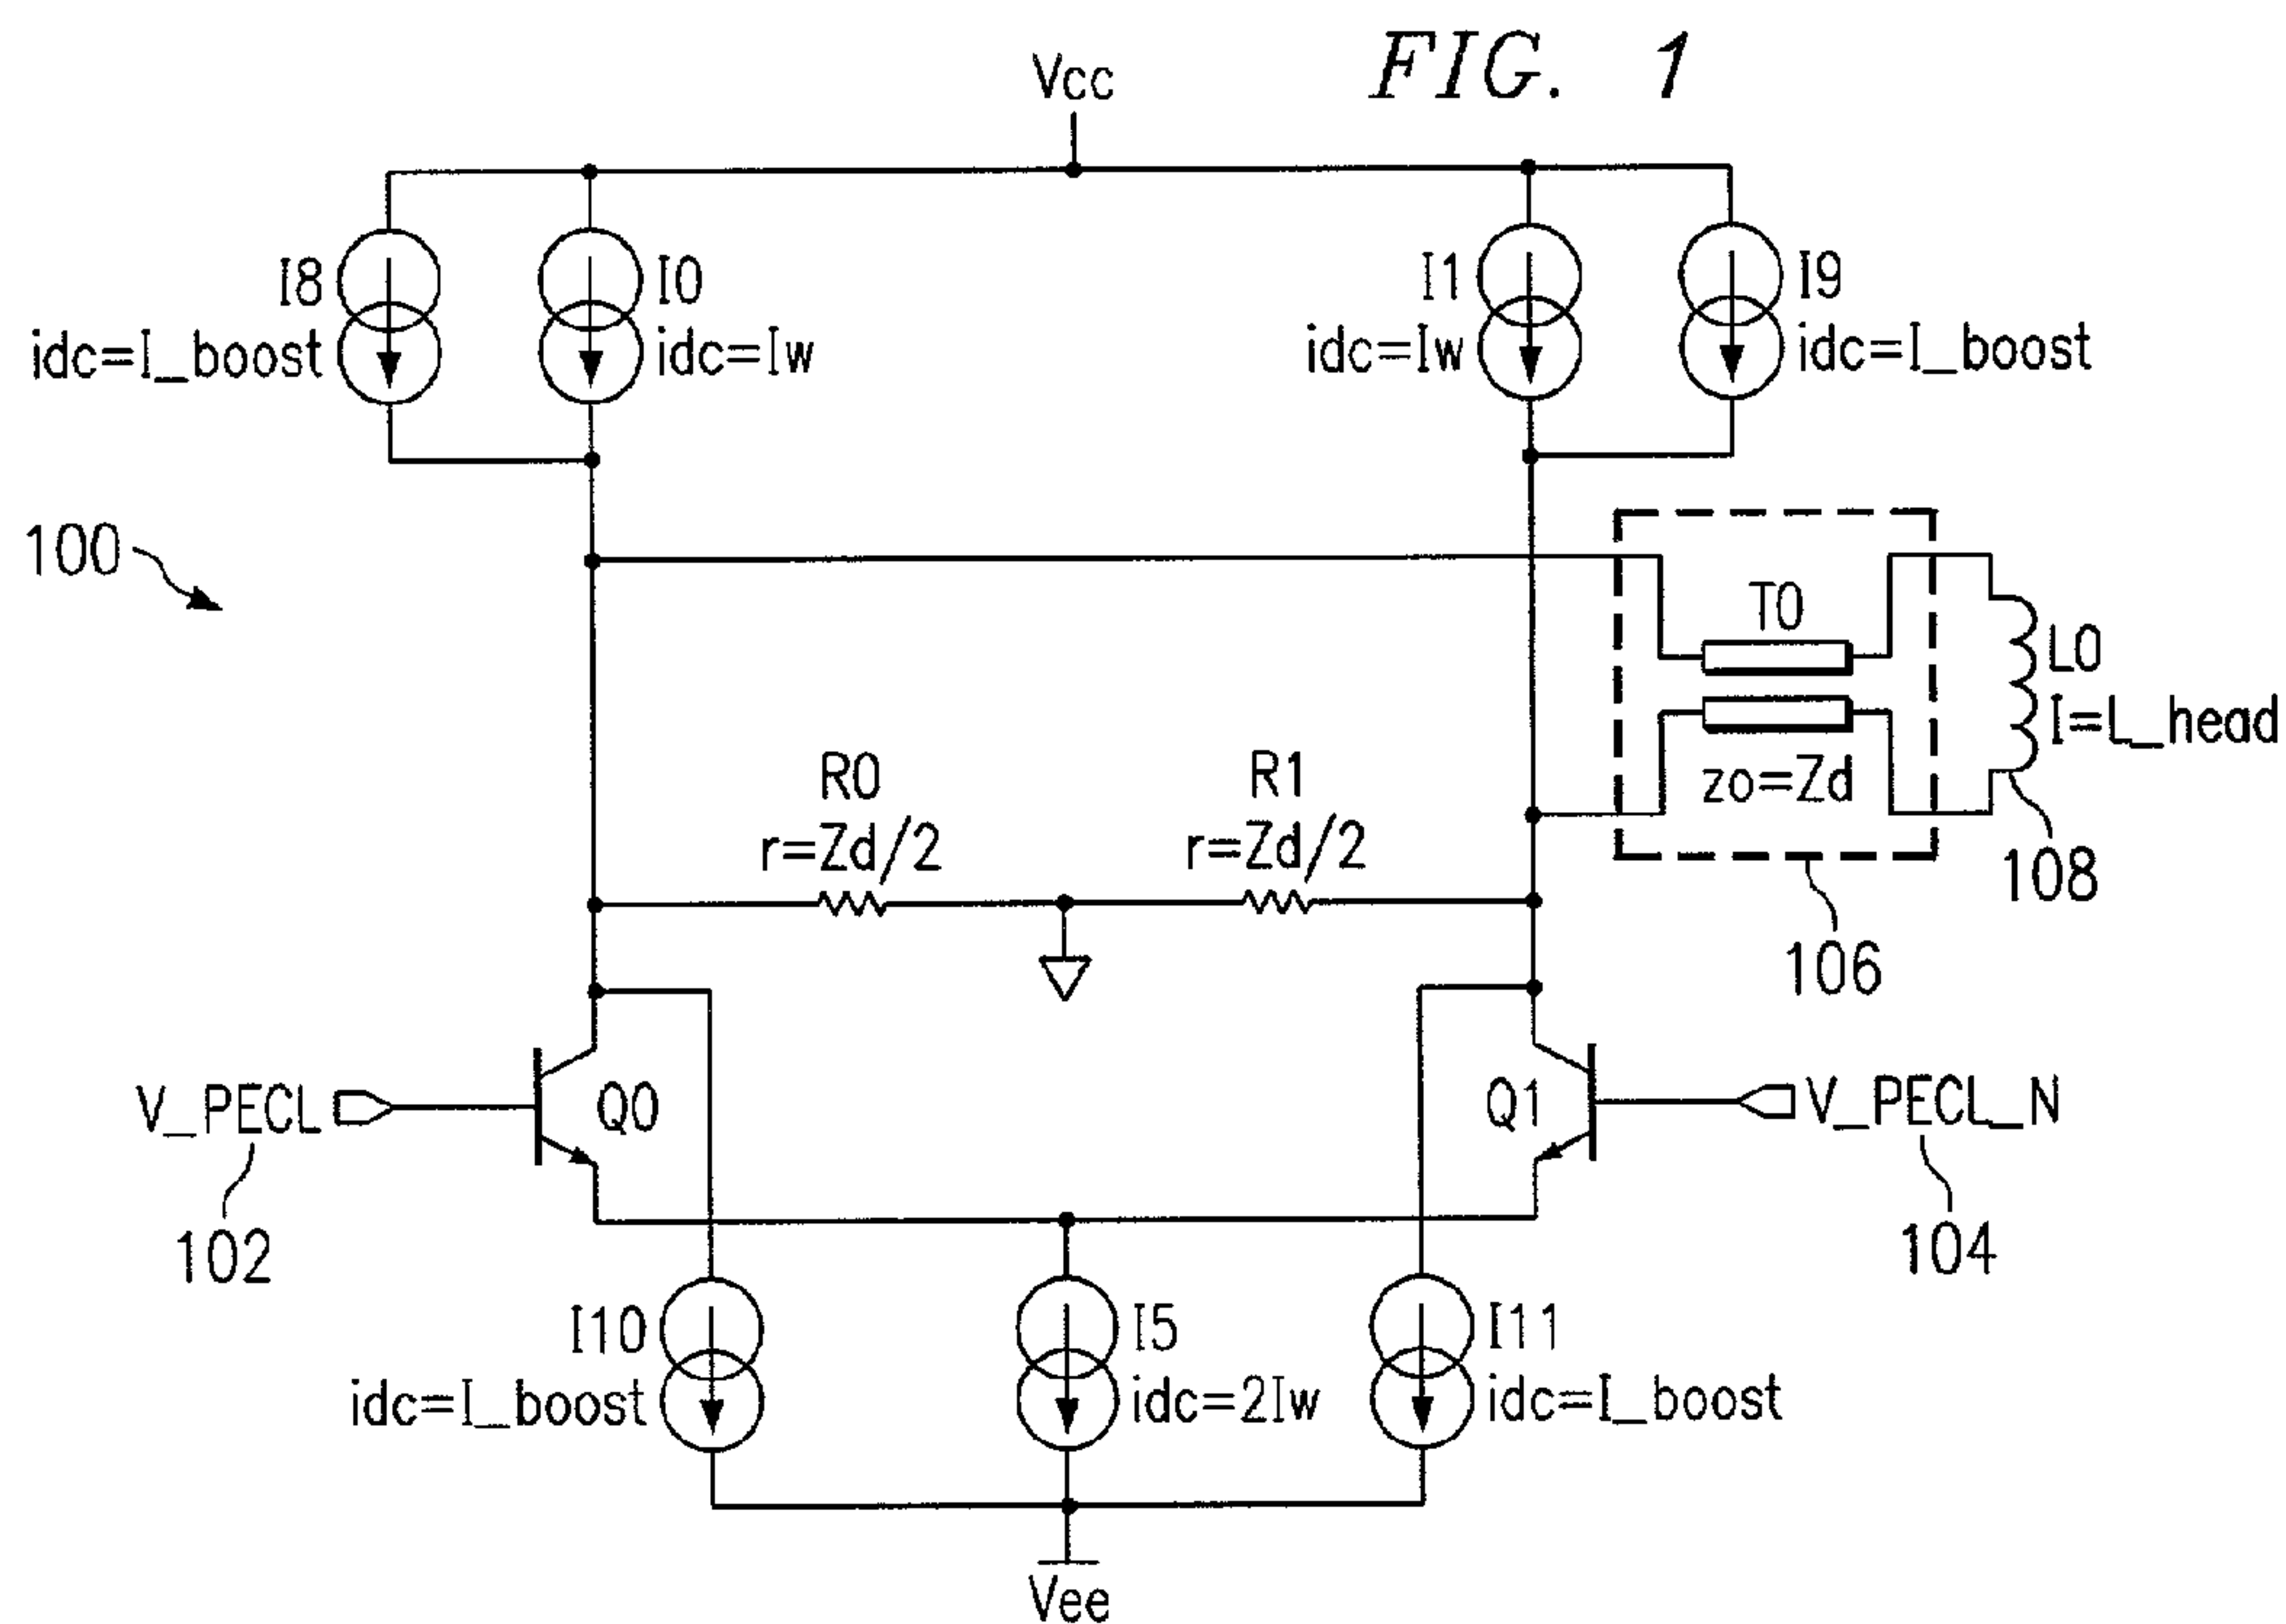 FIG. 1
Vcc
I8
idc=I_boost
I0
idc=Iw
I1
idc=Iw
I9
idc=I_boost
100
T0
zo=Zd
L0
I=L_head
R0
r=Zd/2
R1
r=Zd/2
108
106
V_PECL
102
Q0
Q1
V_PECL_N
104
I10
idc=I_boost
I5
idc=2Iw
I11
idc=I_boost
Vee